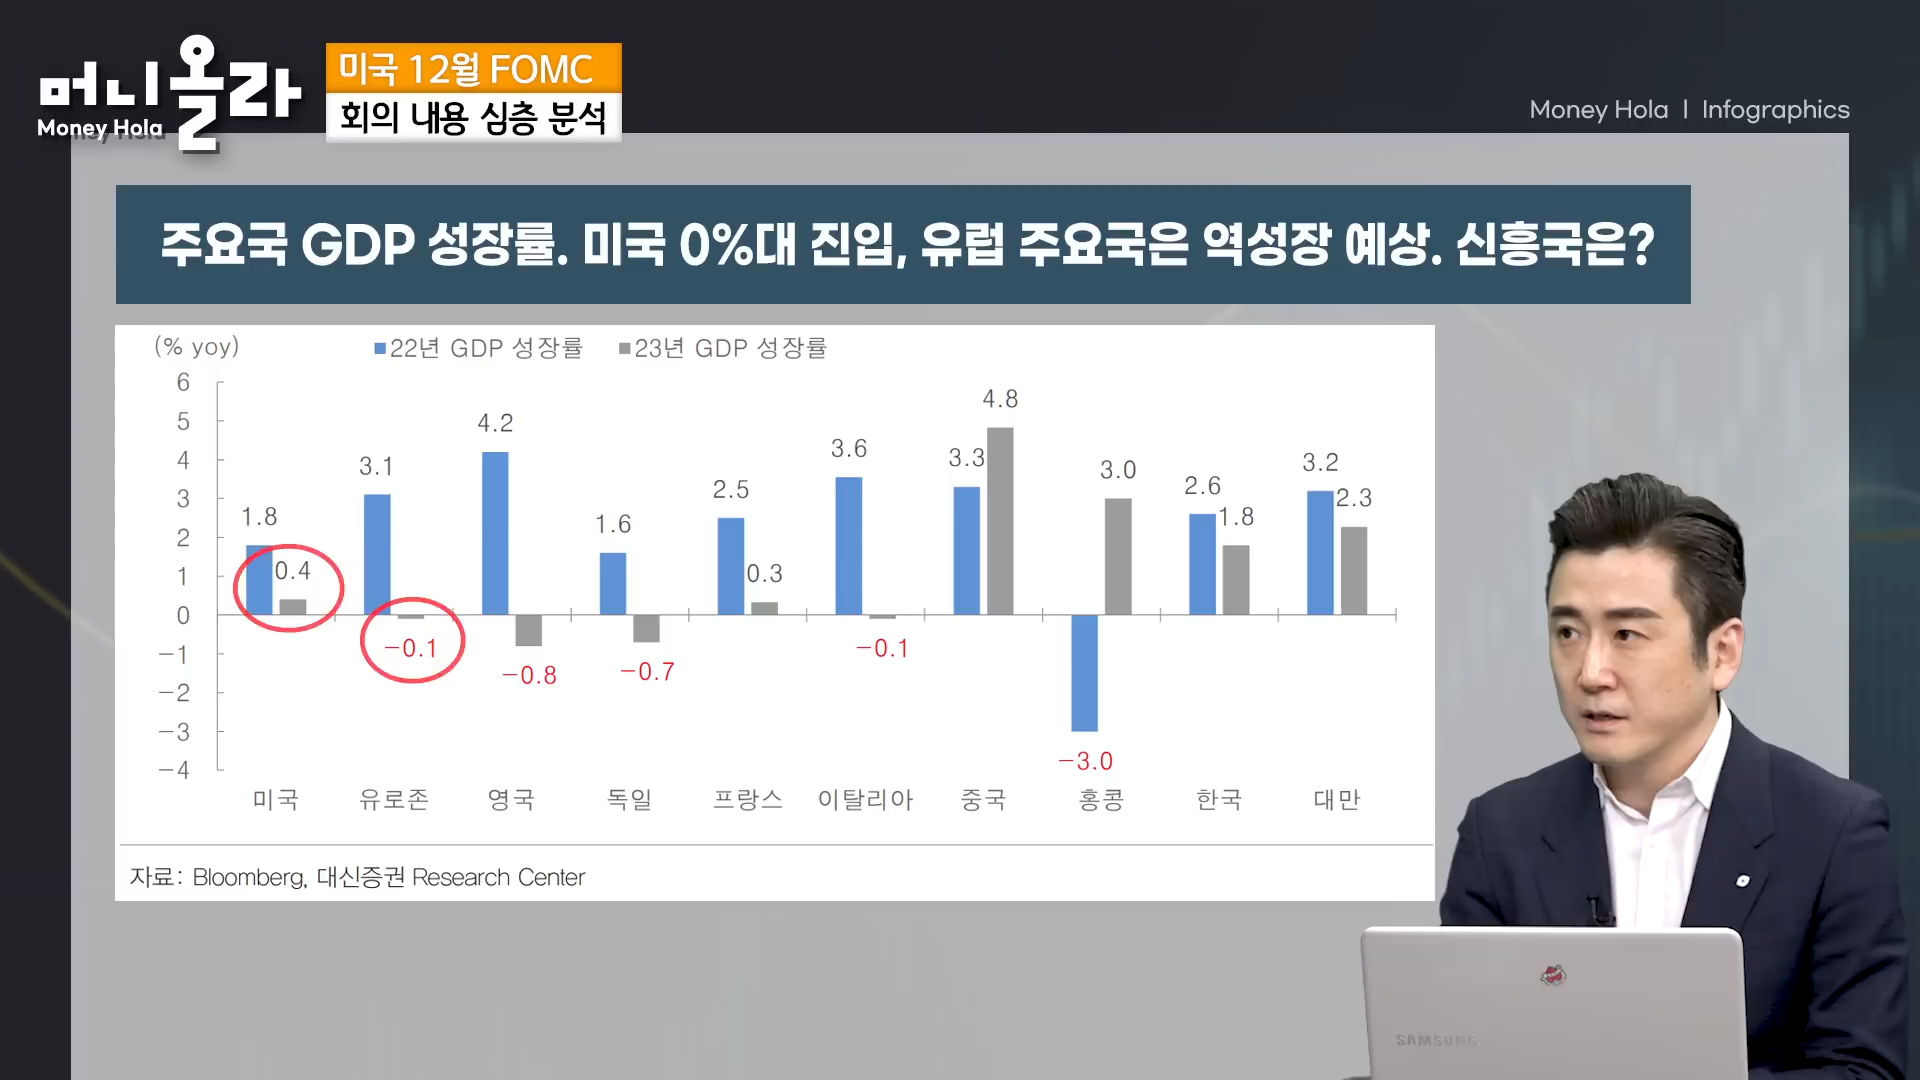 머니올라
Money Hola
미국 12월 FOMC
회의 내용 심층 분석
Money Hola | Infographics
주요국 GDP 성장률. 미국 0%대 진입, 유럽 주요국은 역성장 예상. 신흥국은?
(% yoy)
22년 GDP 성장률 23년 GDP 성장률
6
5
4
3
2
1
0
−1
−2
−3
−4
1.8
0.4
3.1
−0.1
4.2
−0.8
1.6
−0.7
2.5
0.3
3.6
−0.1
3.3
4.8
−3.0
3.0
2.6
1.8
3.2
2.3
미국 유로존 영국 독일 프랑스 이탈리아 중국 홍콩 한국 대만
자료: Bloomberg, 대신증권 Research Center
SAMSUNG